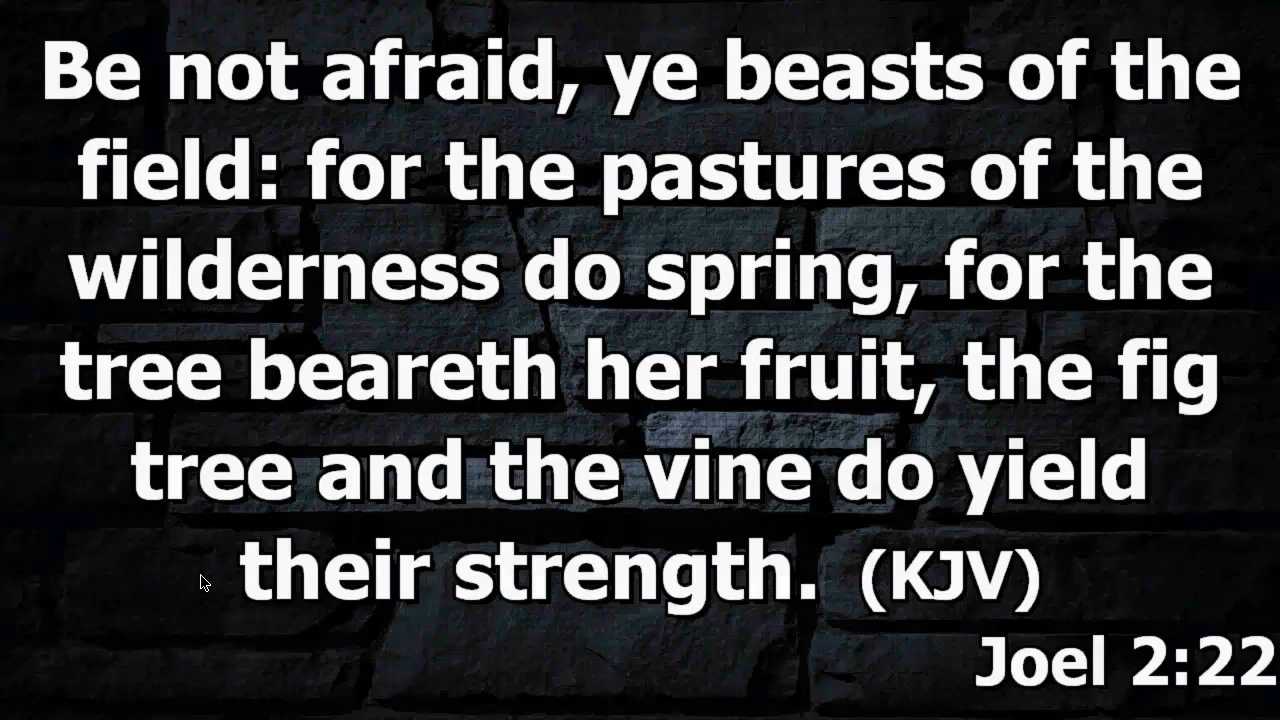 Be not afraid, ye beasts of the
field: for the pastures of the
wilderness do spring, for the
tree beareth her fruit, the fig
tree and the vine do yield
their strength. (KJV)
Joel 2:22